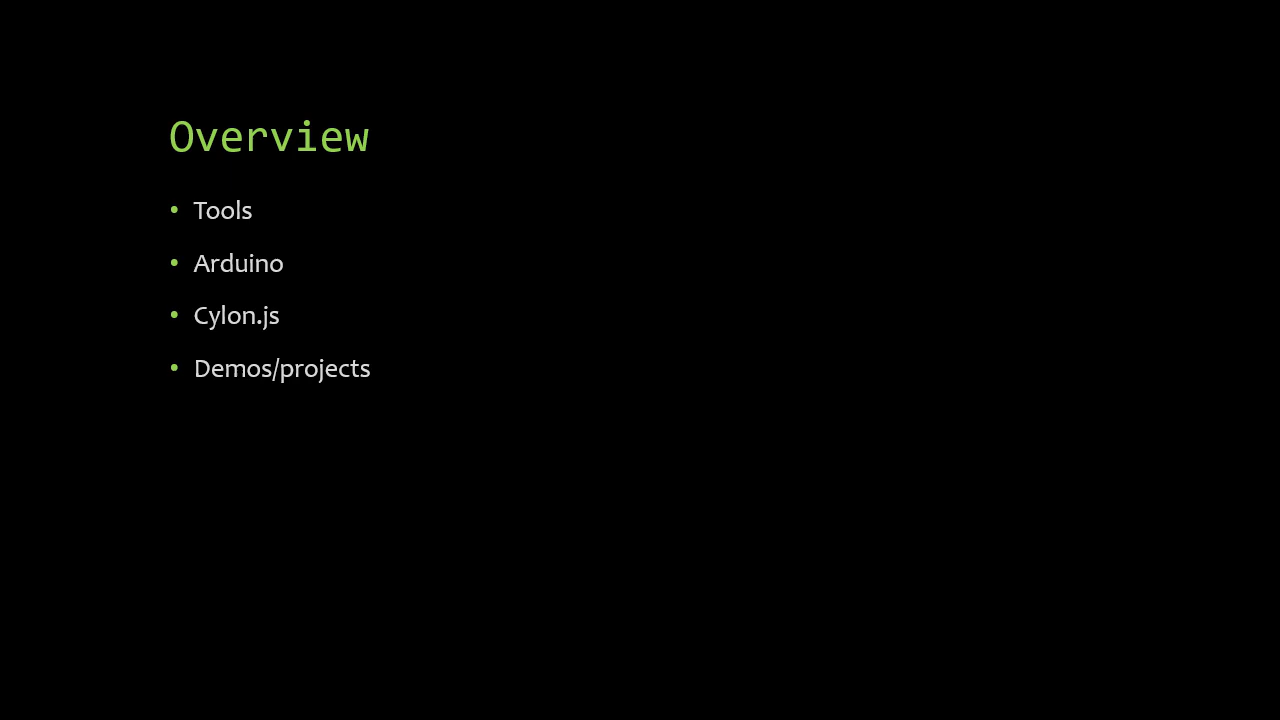 Overview
• Tools
• Arduino
• Cylon.js
• Demos/projects